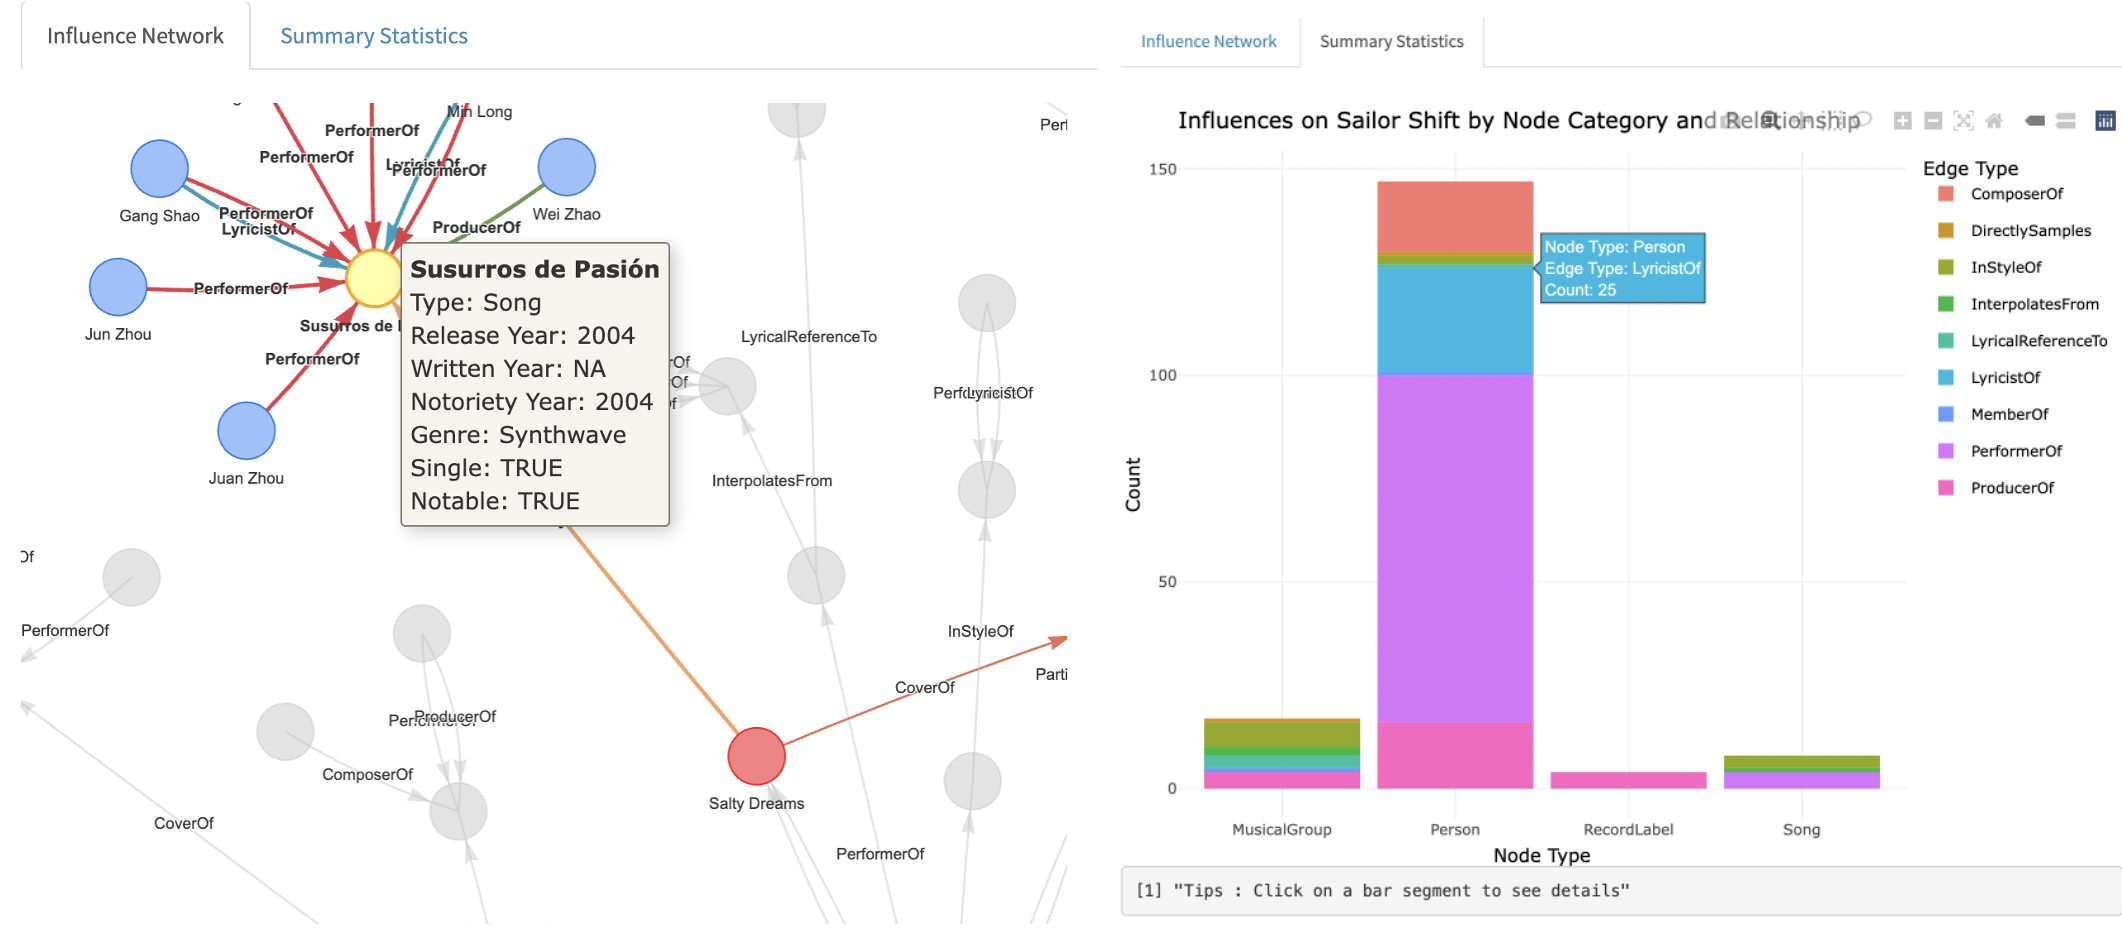 Influence Network
Summary Statistics
Min Long
PerformerOf
PerformerOf
LyricistOf
PerformerOf
Gang Shao
PerformerOf
LyricistOf
Wei Zhao
ProducerOf
Jun Zhou
PerformerOf
Susurros de
PerformerOf
Juan Zhou
Susurros de Pasión
Type: Song
Release Year: 2004
Written Year: NA
Notoriety Year: 2004
Genre: Synthwave
Single: TRUE
Notable: TRUE
LyricalReferenceTo
InterpolatesFrom
LyricistOf
InStyleOf
PerformerOf
ProducerOf
ComposerOf
CoverOf
CoverOf
Parti
Salty Dreams
PerformerOf
Influence Network
Summary Statistics
Influences on Sailor Shift by Node Category and Relationship
150
100
50
0
Count
Node Type: Person
Edge Type: LyricistOf
Count: 25
MusicalGroup
Person
RecordLabel
Song
Node Type
Edge Type
ComposerOf
DirectlySamples
InStyleOf
InterpolatesFrom
LyricalReferenceTo
LyricistOf
MemberOf
PerformerOf
ProducerOf
[1] "Tips : Click on a bar segment to see details"